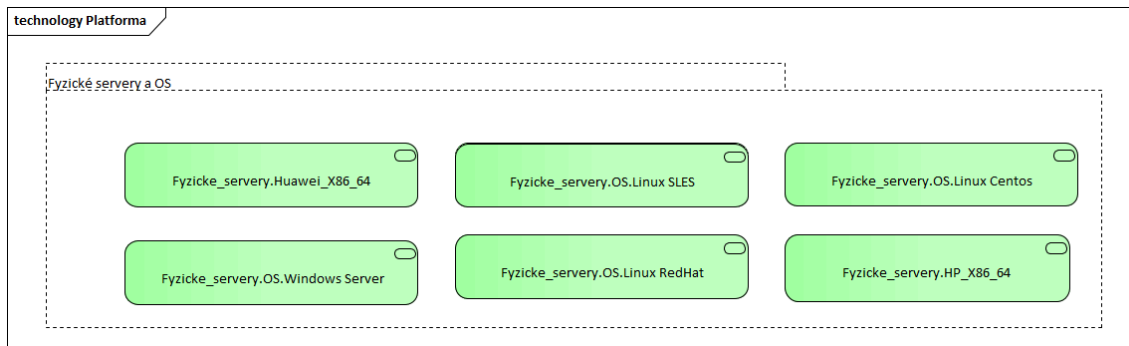 technology Platforma
Fyzické servery a OS
Fyzicke_servery.Huawei_X86_64
Fyzicke_servery.OS.Linux SLES
Fyzicke_servery.OS.Linux Centos
Fyzicke_servery.OS.Windows Server
Fyzicke_servery.OS.Linux RedHat
Fyzicke_servery.HP_X86_64